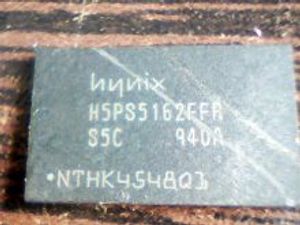 hynix
H5PS5162FFR
S5C 940A
NTHK4548Q3